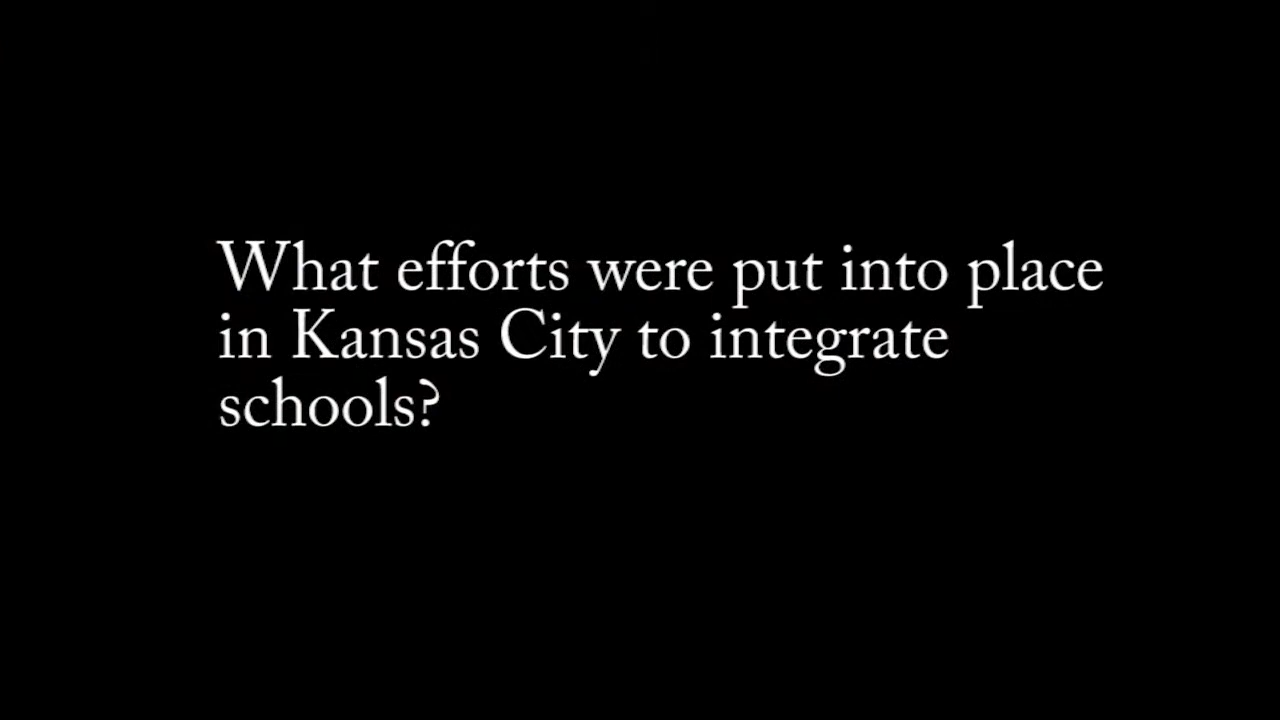 What efforts were put into place
in Kansas City to integrate
schools?